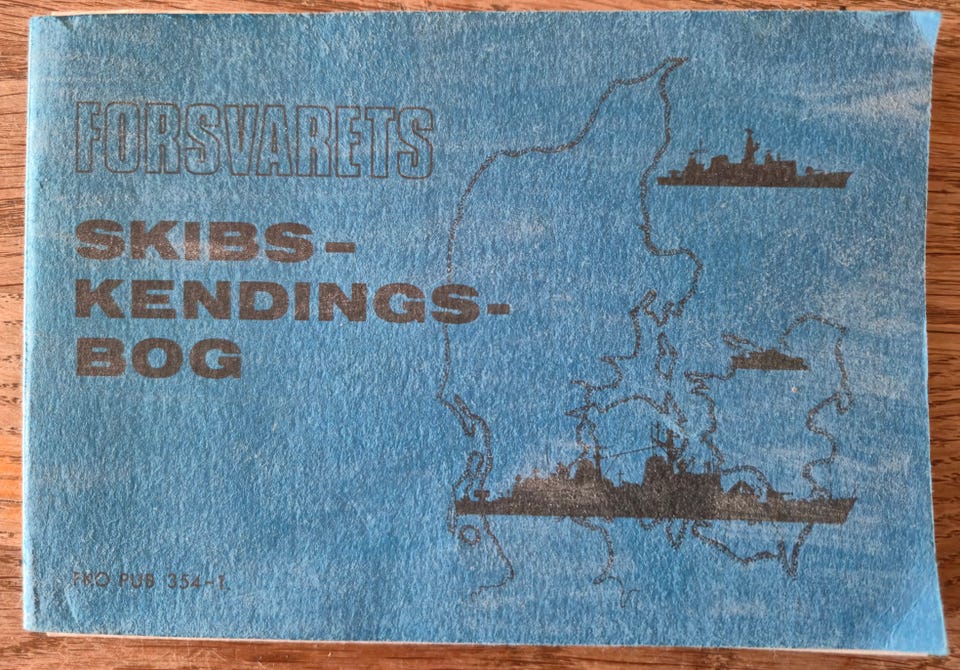 FORSVARETS
SKIBS-
KENDINGS-
BOG
FKO PUB 354-1